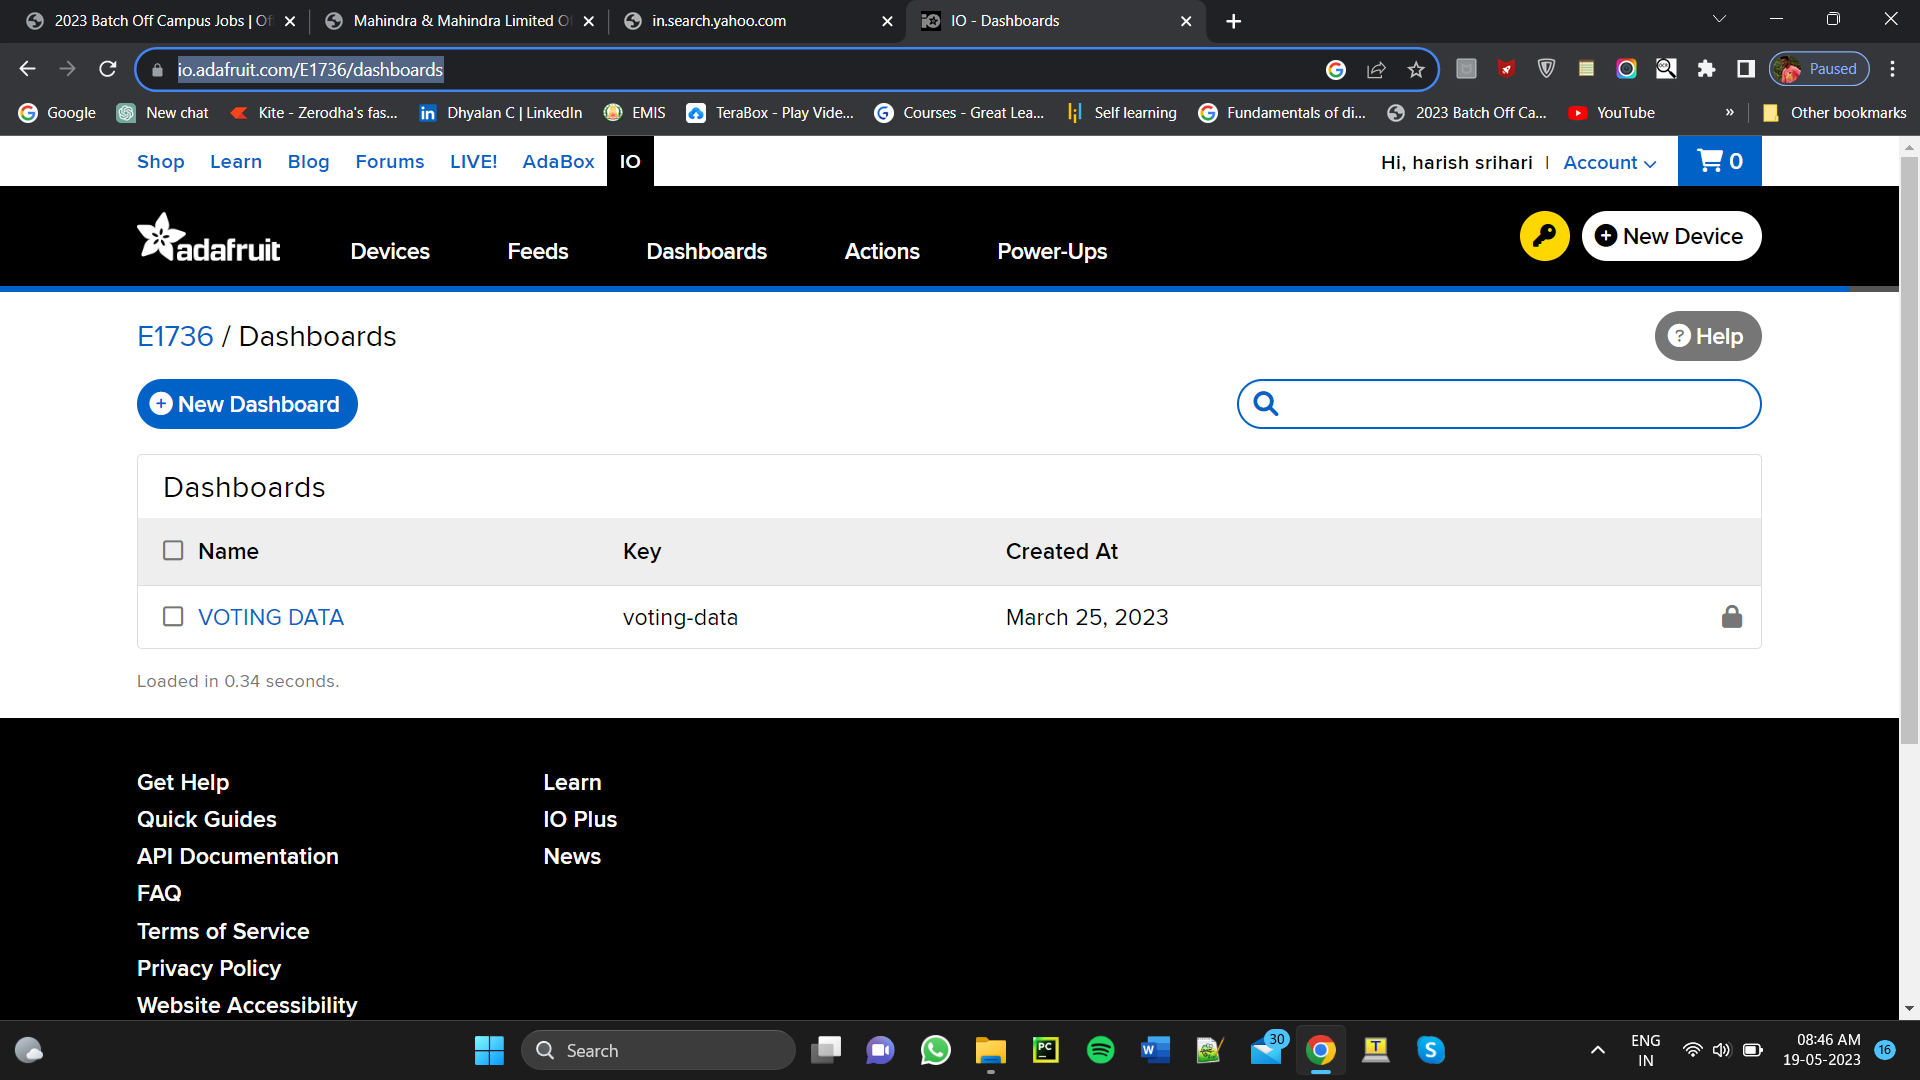 2023 Batch Off Campus Jobs | Of
Mahindra & Mahindra Limited O
in.search.yahoo.com
IO - Dashboards
io.adafruit.com/E1736/dashboards
Paused
Google
New chat
Kite - Zerodha's fas...
Dhyalan C | LinkedIn
EMIS
TeraBox - Play Vide...
Courses - Great Lea...
Self learning
Fundamentals of di...
2023 Batch Off Ca...
YouTube
»
Other bookmarks
Shop Learn Blog Forums LIVE! AdaBox IO
Hi, harish srihari | Account
0
adafruit
Devices Feeds Dashboards Actions Power-Ups
New Device
E1736 / Dashboards
? Help
New Dashboard
Dashboards
Name Key Created At
VOTING DATA voting-data March 25, 2023
Loaded in 0.34 seconds.
Get Help
Quick Guides
API Documentation
FAQ
Terms of Service
Privacy Policy
Website Accessibility
Learn
IO Plus
News
Search
PC
W
30
T
S
ENG
IN
08:46 AM
19-05-2023
16